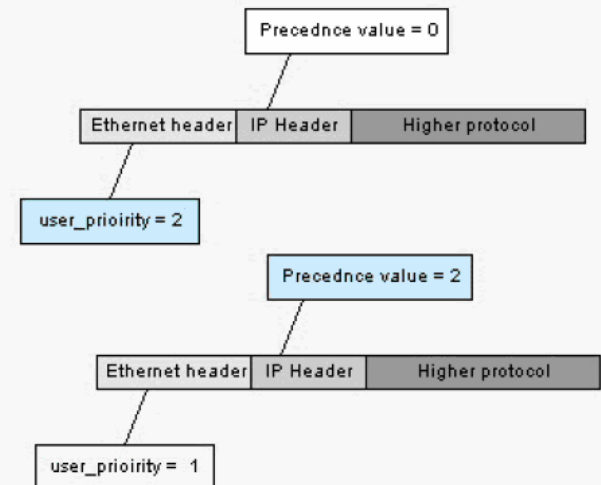 Precednce value = 0
Ethernet header IP Header Higher protocol
user_prioirity = 2
Precednce value = 2
Ethernet header IP Header Higher protocol
user_prioirity = 1